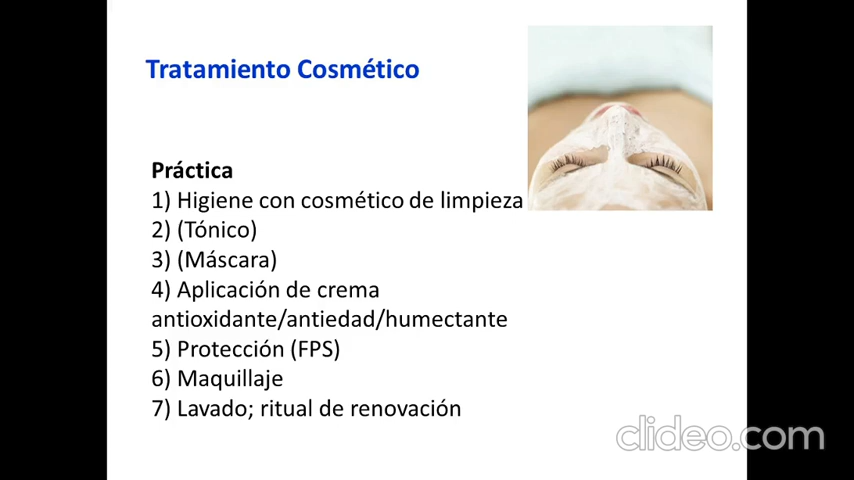 Tratamiento Cosmético
Práctica
1) Higiene con cosmético de limpieza
2) (Tónico)
3) (Máscara)
4) Aplicación de crema
antioxidante/antiedad/humectante
5) Protección (FPS)
6) Maquillaje
7) Lavado; ritual de renovación
clideo.com